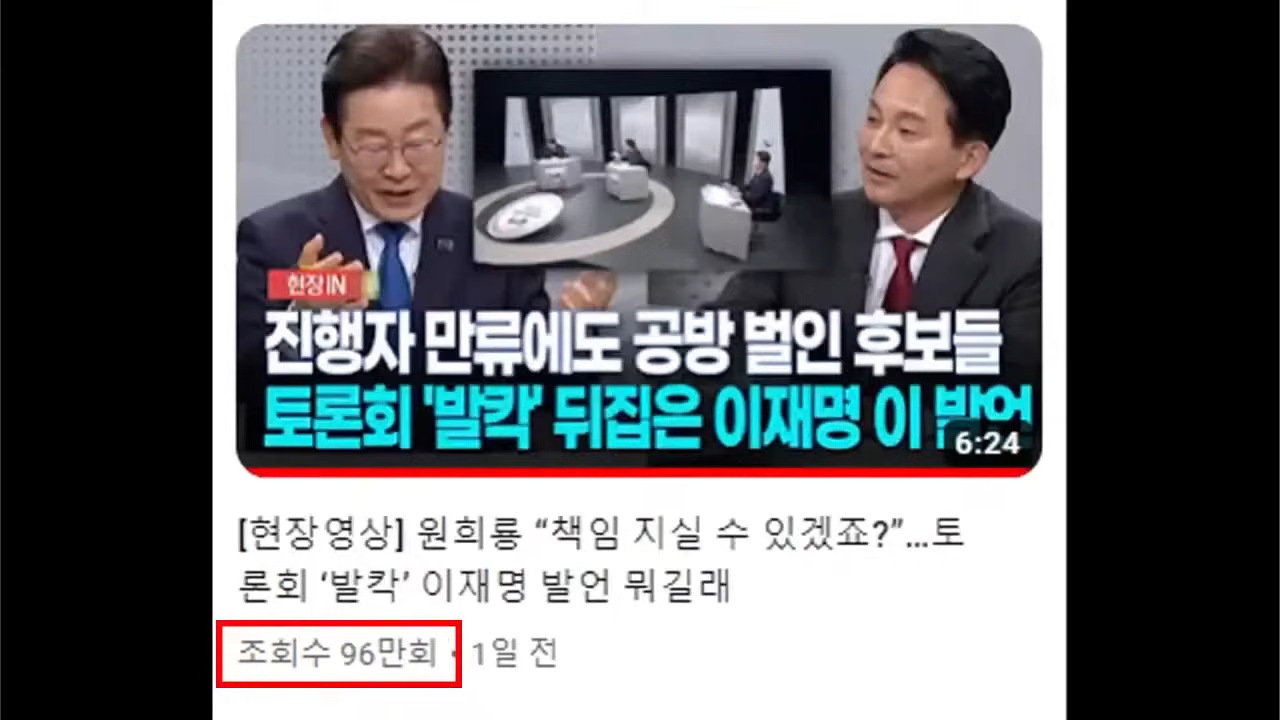 현장IN
진행자 만류에도 공방 벌인 후보들
토론회 '발칵' 뒤집은 이재명 이 발언
6:24
[현장영상] 원희룡 “책임 지실 수 있겠죠?”…토
론회 ‘발칵’ 이재명 발언 뭐길래
조회수 96만회 • 1일 전